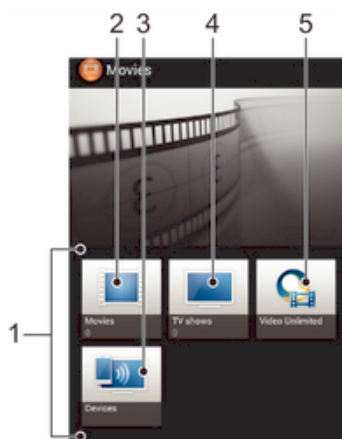 2 3 4 5
Movies
1
Movies
0
TV shows
0
Video Unlimited
Devices